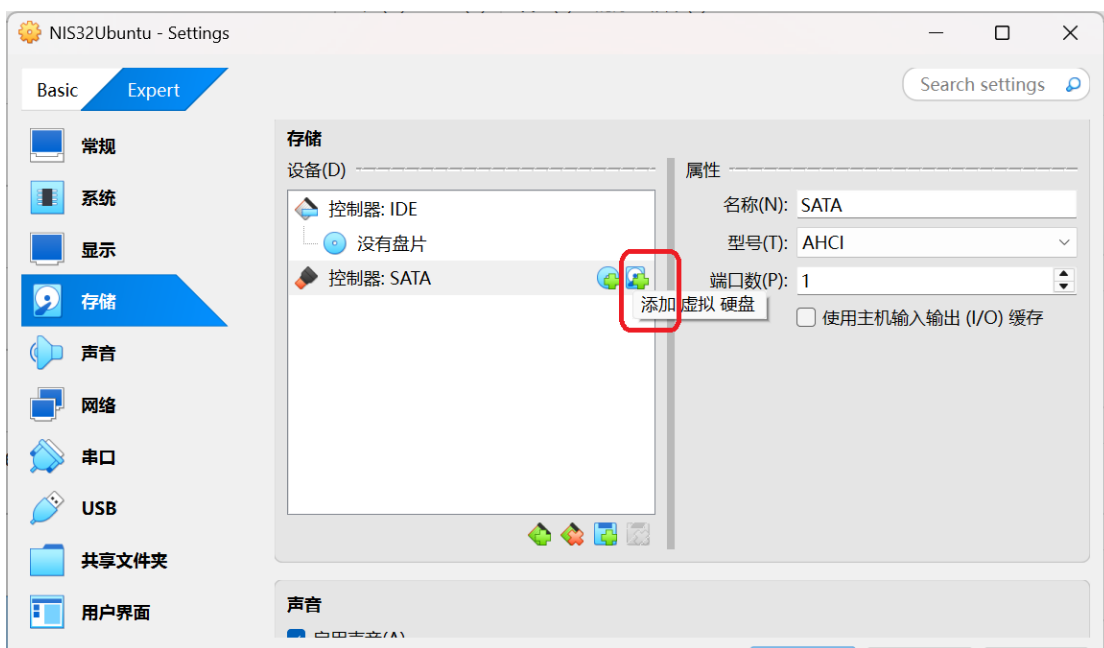 NIS32Ubuntu - Settings
Basic
Expert
Search settings
常规
系统
显示
存储
声音
网络
串口
USB
共享文件夹
用户界面
存储
设备(D)
控制器: IDE
没有盘片
控制器: SATA
添加 虚拟 硬盘
属性
名称(N): SATA
型号(T): AHCI
端口数(P): 1
使用主机输入输出 (I/O) 缓存
声音
启用声音(A)